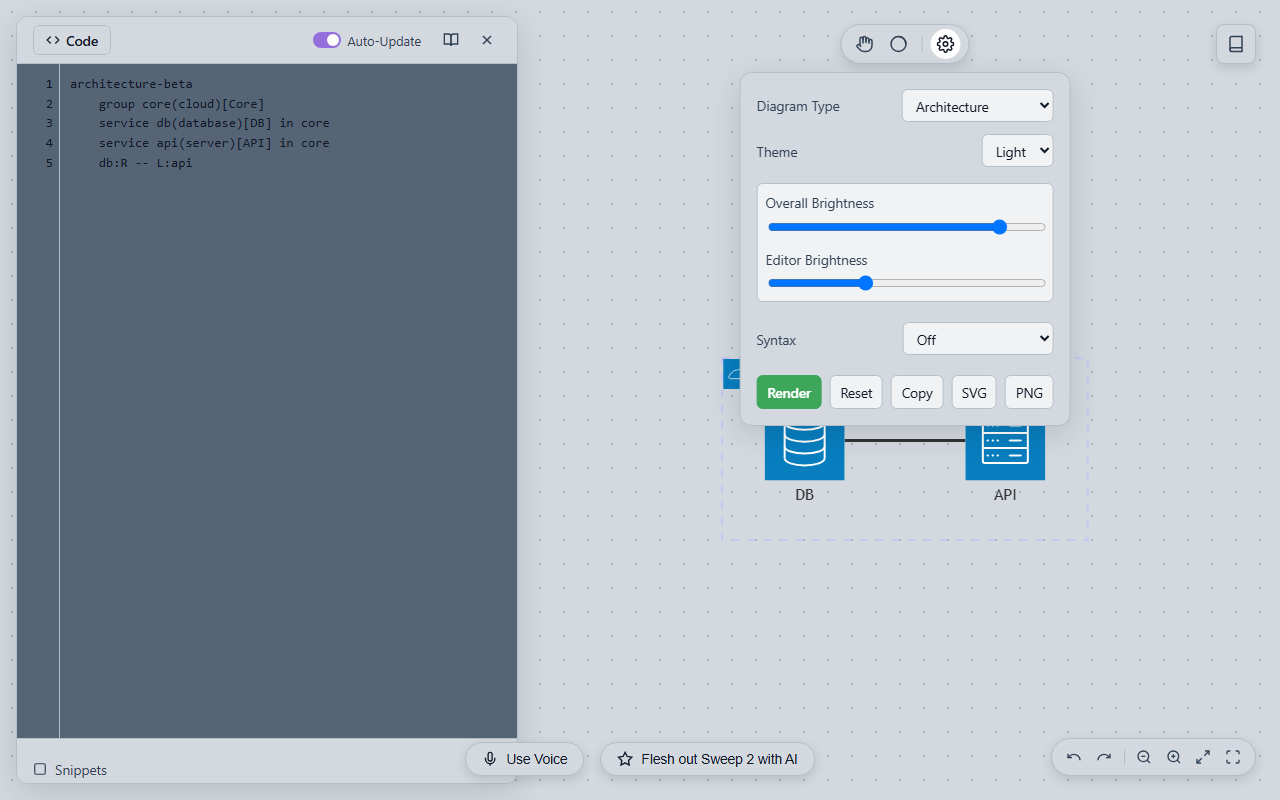 Code
Auto-Update
1 architecture-beta
2 group core(cloud)[Core]
3 service db(database)[DB] in core
4 service api(server)[API] in core
5 db:R -- L:api
Snippets
Diagram Type Architecture
Theme Light
Overall Brightness
Editor Brightness
Syntax Off
Render Reset Copy SVG PNG
DB API
Use Voice
Flesh out Sweep 2 with AI